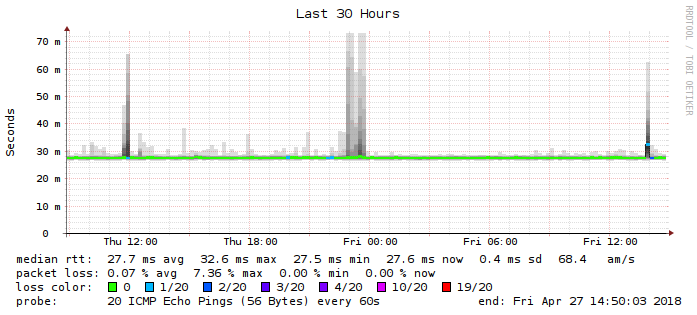 Last 30 Hours
RRDTOOL / TOBI OETIKER
Seconds
70 m
60 m
50 m
40 m
30 m
20 m
10 m
0
Thu 12:00 Thu 18:00 Fri 00:00 Fri 06:00 Fri 12:00
median rtt: 27.7 ms avg 32.6 ms max 27.5 ms min 27.6 ms now 0.4 ms sd 68.4 am/s
packet loss: 0.07 % avg 7.36 % max 0.00 % min 0.00 % now
loss color: 0 1/20 2/20 3/20 4/20 10/20 19/20
probe: 20 ICMP Echo Pings (56 Bytes) every 60s end: Fri Apr 27 14:50:03 2018